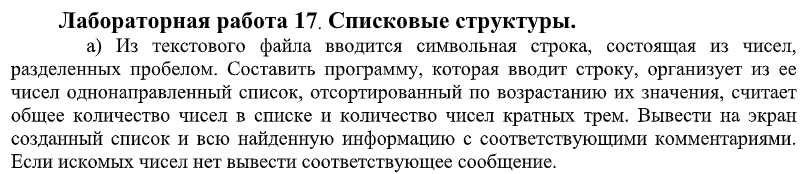 Лабораторная работа 17. Списковые структуры.
а) Из текстового файла вводится символьная строка, состоящая из чисел,
разделенных пробелом. Составить программу, которая вводит строку, организует из ее
чисел однонаправленный список, отсортированный по возрастанию их значения, считает
общее количество чисел в списке и количество чисел кратных трем. Вывести на экран
созданный список и всю найденную информацию с соответствующими комментариями.
Если искомых чисел нет вывести соответствующее сообщение.